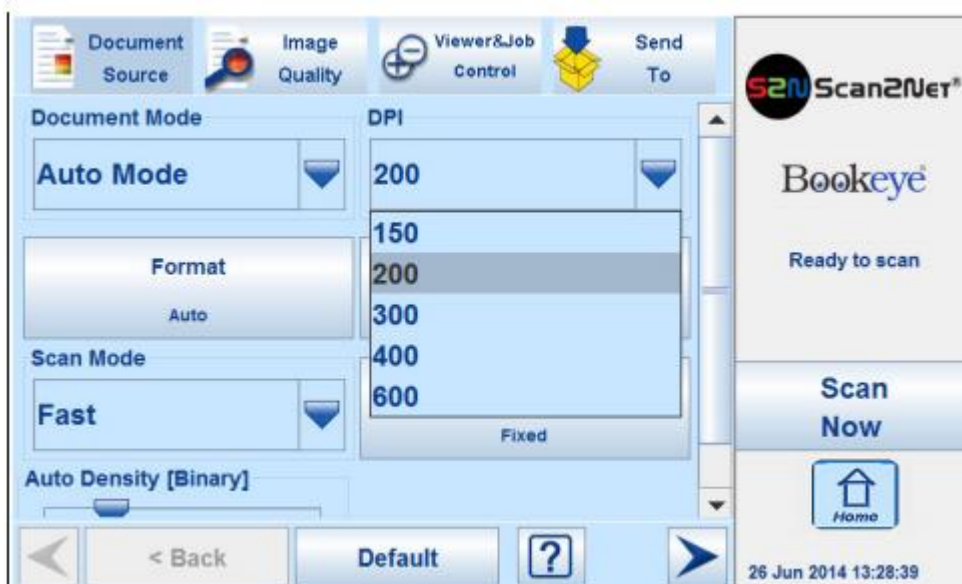 Document
Source
Image
Quality
Viewer&Job
Control
Send
To
Document Mode
Auto Mode
DPI
200
150
200
300
400
600
Format
Auto
Scan Mode
Fast
Fixed
Auto Density [Binary]
< Back
Default
?
S2N Scan2Net®
Bookeye
Ready to scan
Scan
Now
Home
26 Jun 2014 13:28:39